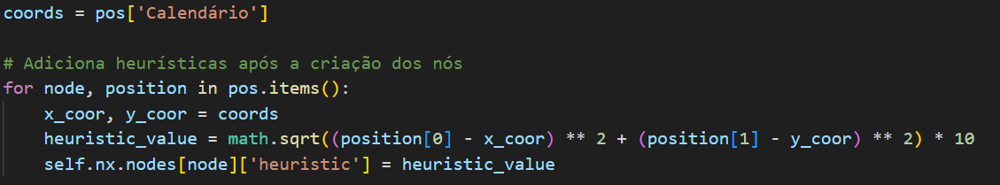 coords = pos['Calendário']
# Adiciona heurísticas após a criação dos nós
for node, position in pos.items():
    x_coor, y_coor = coords
    heuristic_value = math.sqrt((position[0] - x_coor) ** 2 + (position[1] - y_coor) ** 2) * 10
    self.nx.nodes[node]['heuristic'] = heuristic_value